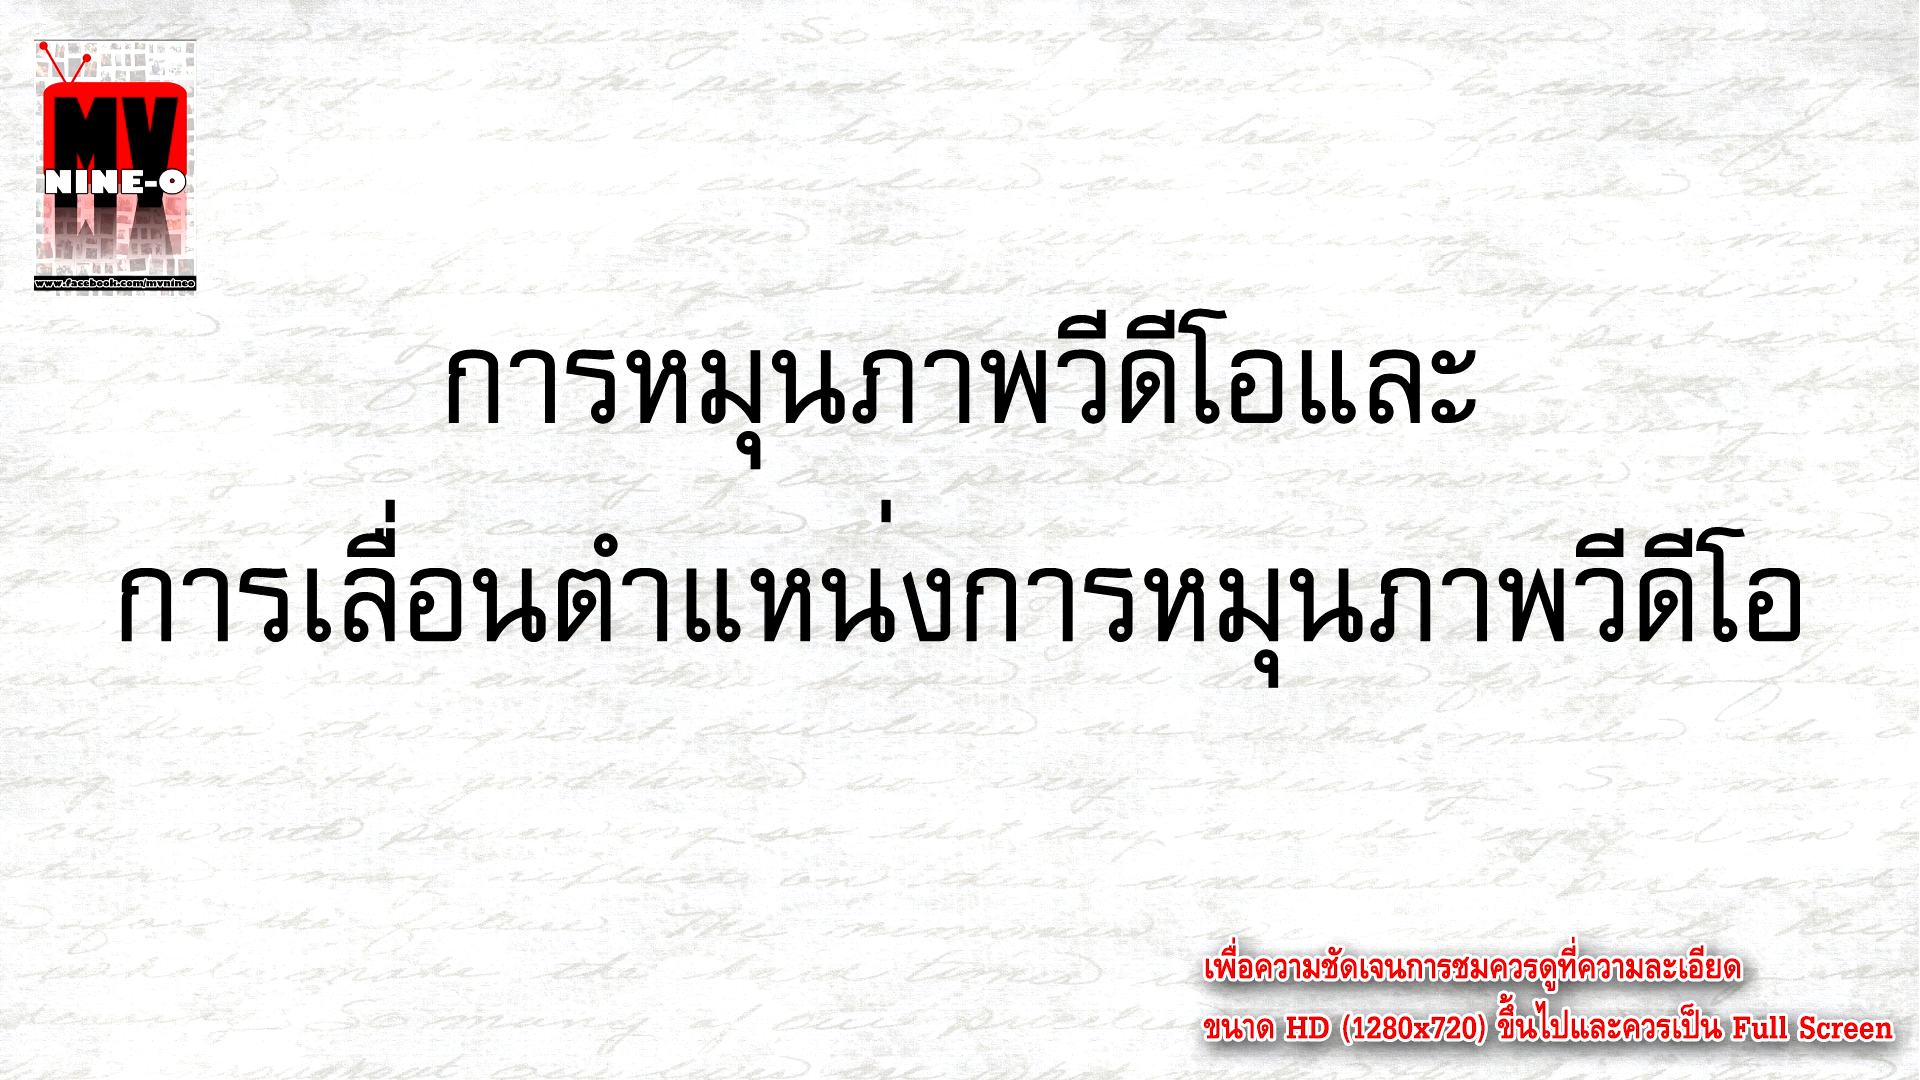 MV
NINE-O
www.facebook.com/mvnineo
การหมุนภาพวีดีโอและ
การเลื่อนตำแหน่งการหมุนภาพวีดีโอ
เพื่อความชัดเจนการชมควรดูที่ความละเอียด
ขนาด HD (1280x720) ขึ้นไปและควรเป็น Full Screen